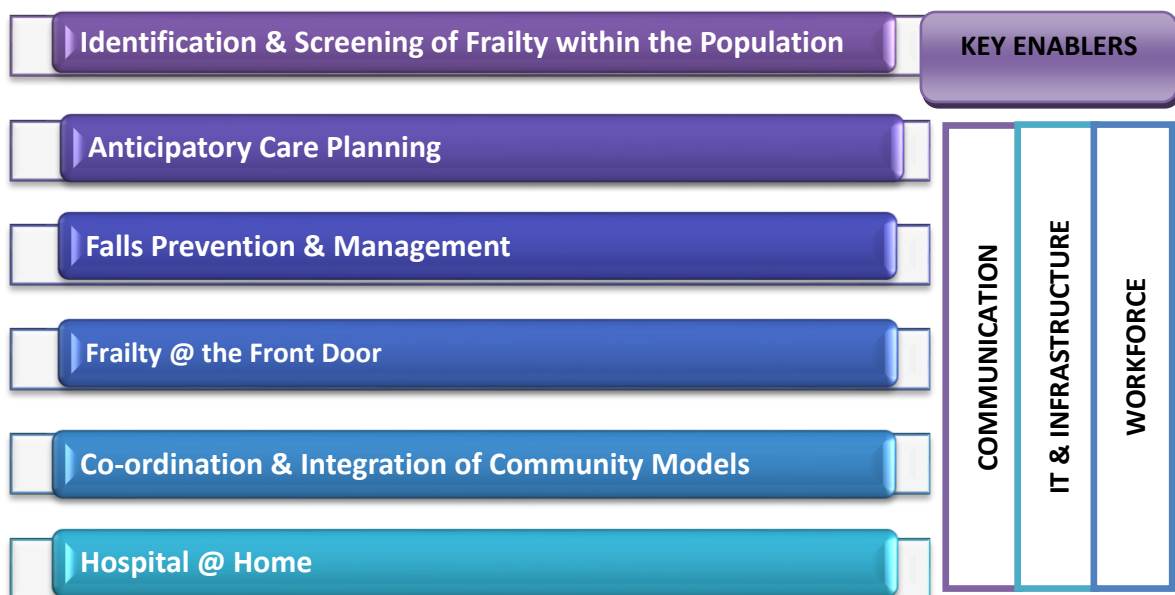 Identification & Screening of Frailty within the Population
KEY ENABLERS
Anticipatory Care Planning
Falls Prevention & Management
Frailty @ the Front Door
Co-ordination & Integration of Community Models
Hospital @ Home
COMMUNICATION
IT & INFRASTRUCTURE
WORKFORCE